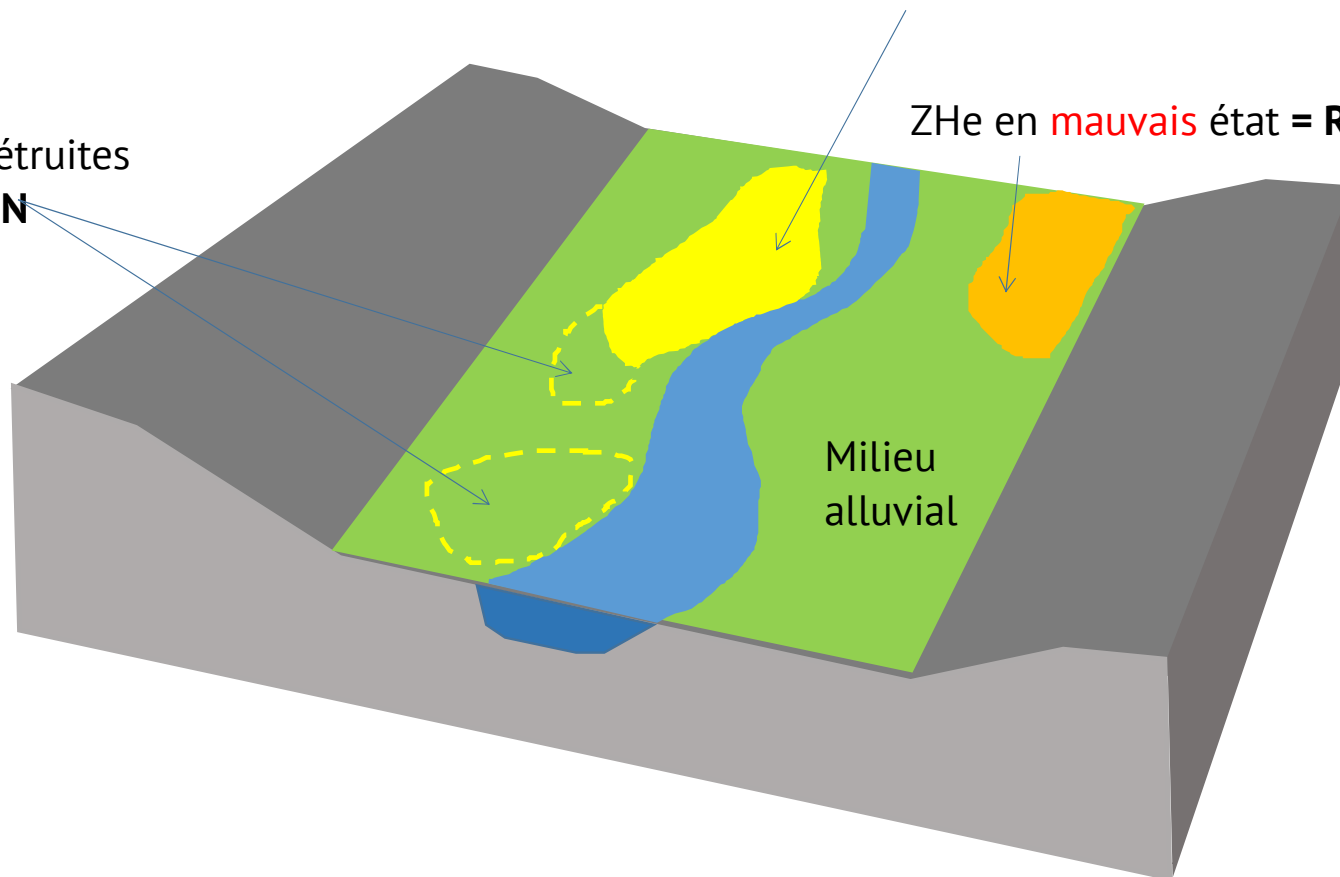 ZHe en mauvais état = R
étruites
N
Milieu
alluvial